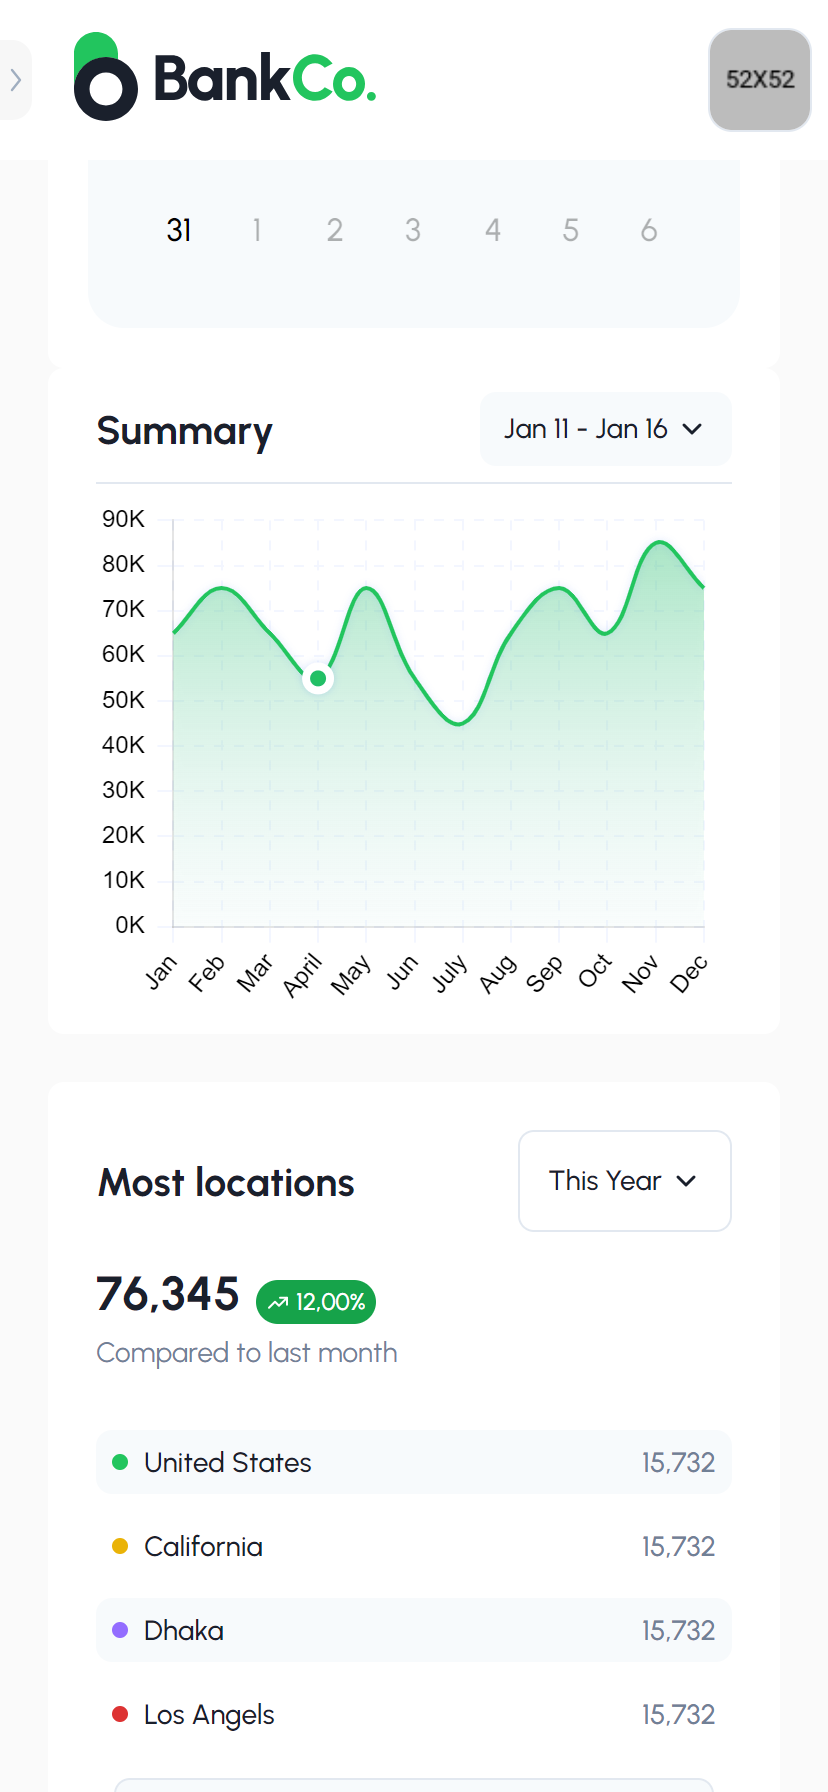 BankCo.
52X52
31 1 2 3 4 5 6
Summary
Jan 11 - Jan 16
90K
80K
70K
60K
50K
40K
30K
20K
10K
0K
Jan Feb Mar April May Jun July Aug Sep Oct Nov Dec
Most locations
This Year
76,345 12,00%
Compared to last month
United States 15,732
California 15,732
Dhaka 15,732
Los Angels 15,732